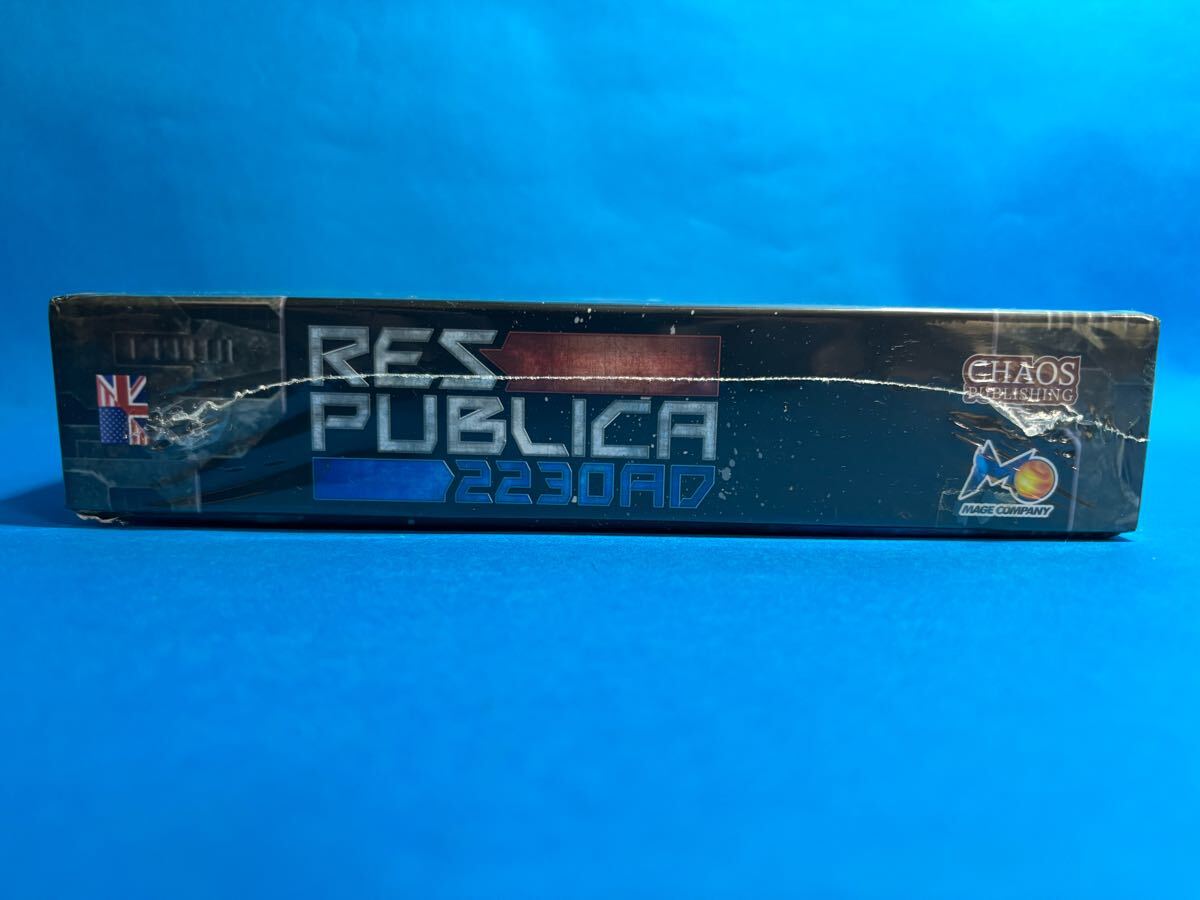 RES
PUBLICA
2230AD
CHAOS
PUBLISHING
MAGE COMPANY